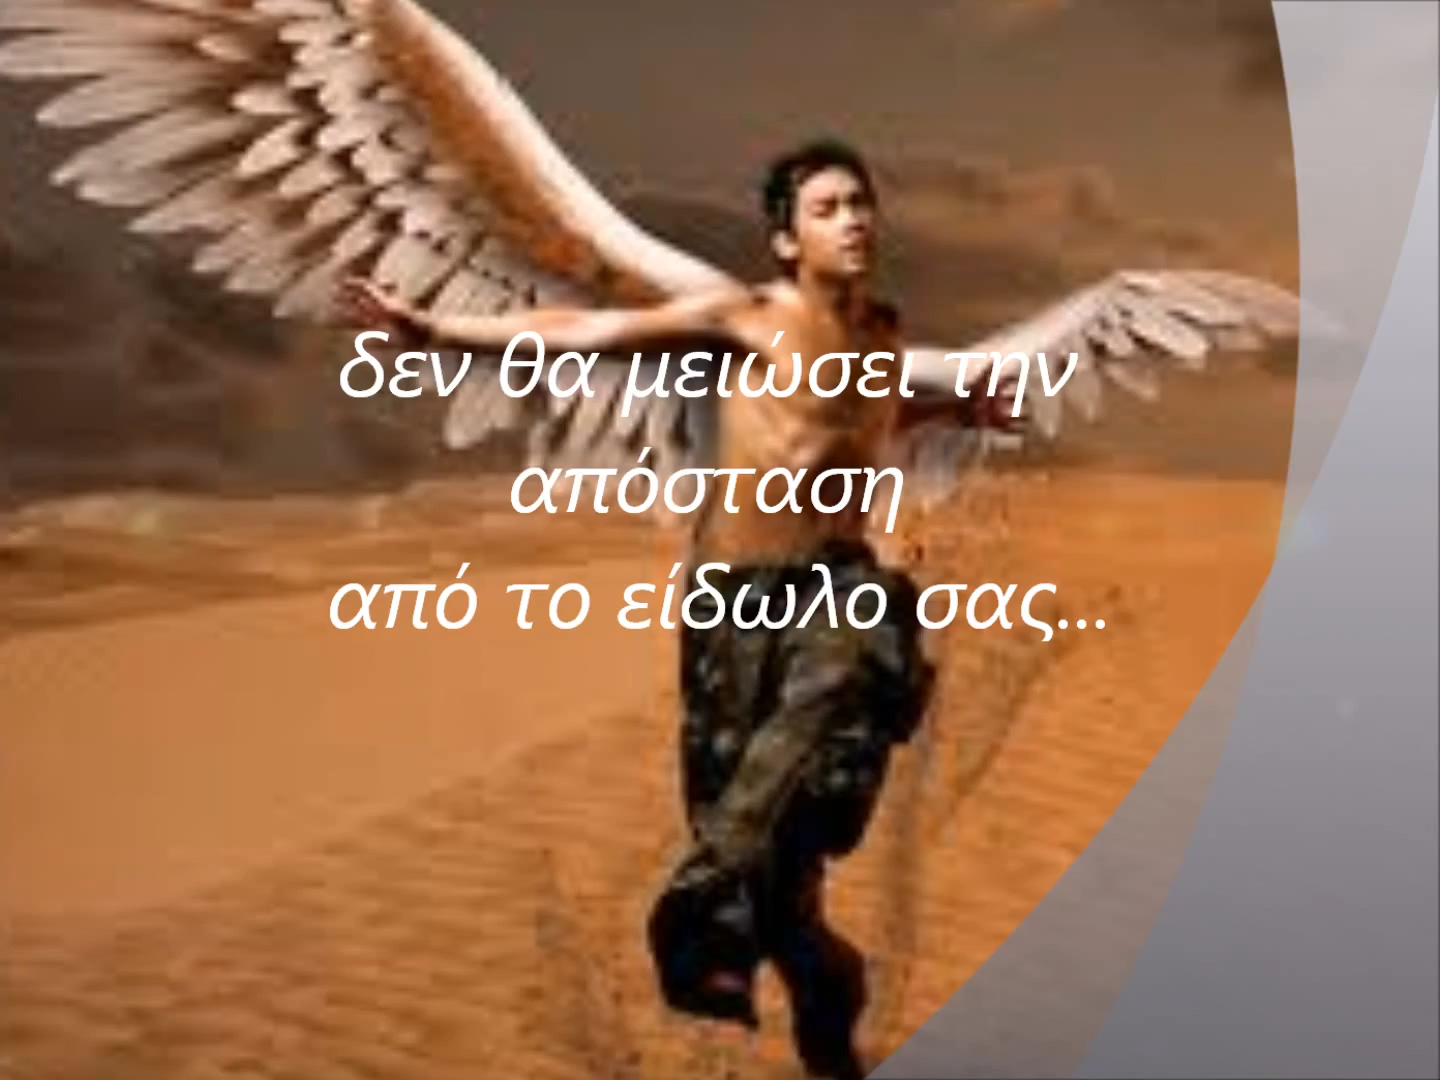 δεν θα μειώσει την
απόσταση
από το είδωλο σας...